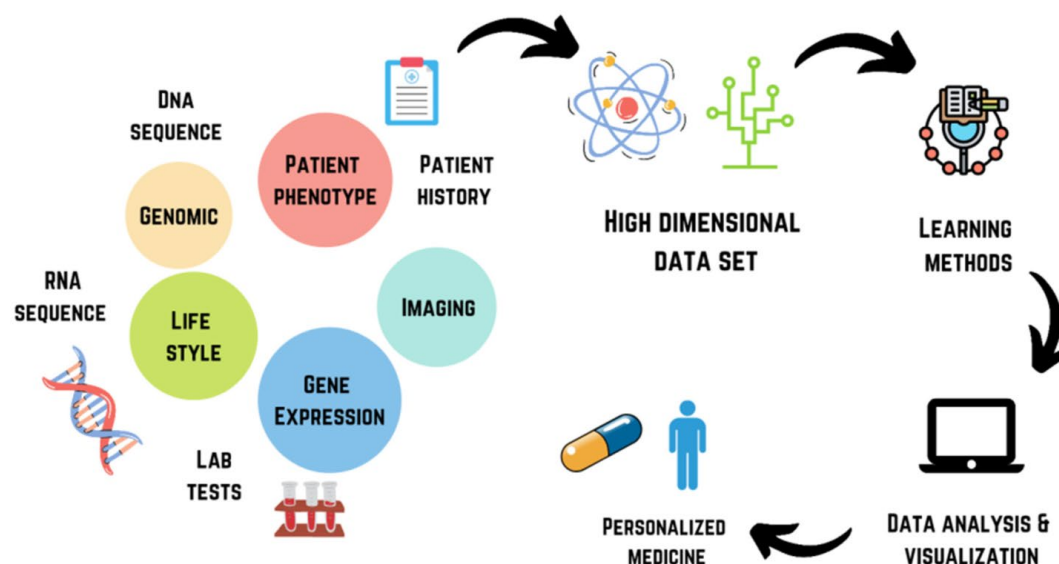 DNA
SEQUENCE
PATIENT
PHENOTYPE
PATIENT
HISTORY
GENOMIC
RNA
SEQUENCE
LIFE
STYLE
IMAGING
GENE
EXPRESSION
LAB
TESTS
HIGH DIMENSIONAL
DATA SET
LEARNING
METHODS
DATA ANALYSIS &
VISUALIZATION
PERSONALIZED
MEDICINE